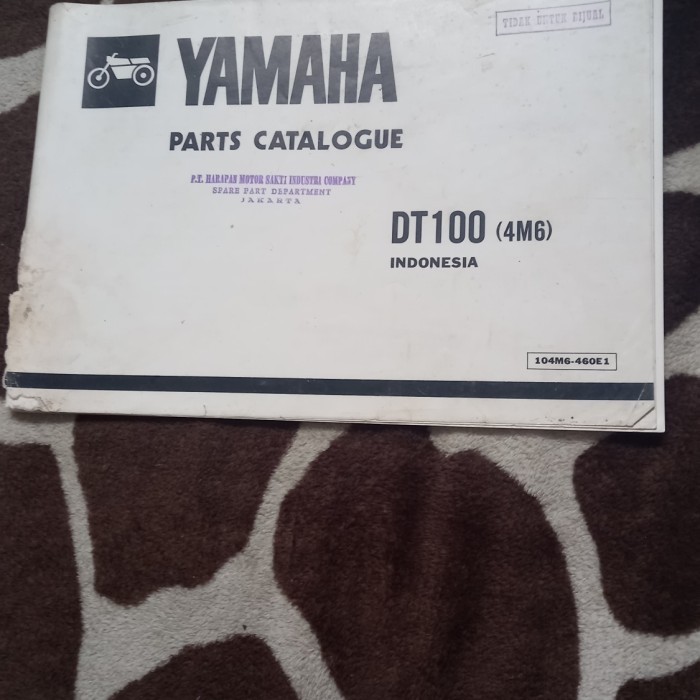 TIDAK UNTUK DIJUAL
YAMAHA
PARTS CATALOGUE
P.T. HARAPAN MOTOR SAKTI INDUSTRI COMPANY
SPARE PART DEPARTMENT
JAKARTA
DT100 (4M6)
INDONESIA
104M6-460E1